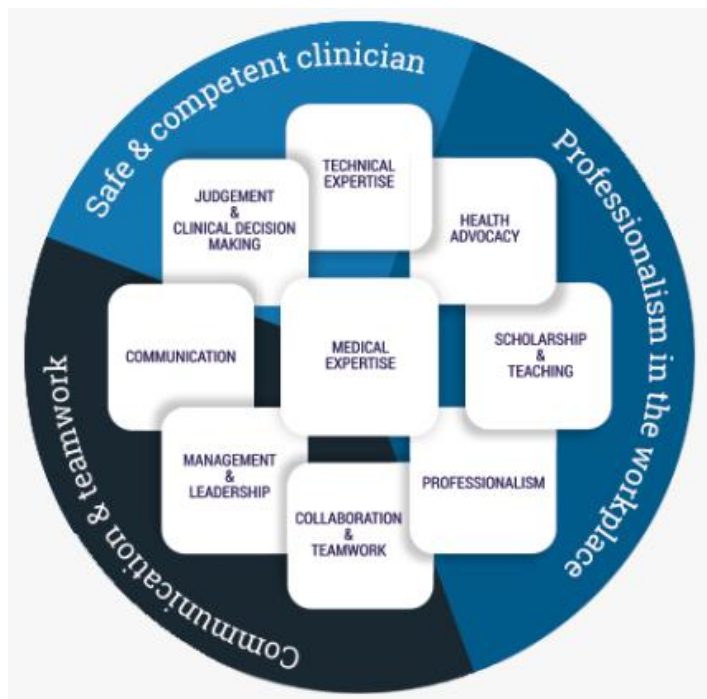 Safe & competent clinician
Professionalism in the workplace
Communication & teamwork
TECHNICAL
EXPERTISE
HEALTH
ADVOCACY
SCHOLARSHIP
&
TEACHING
PROFESSIONALISM
COLLABORATION
&
TEAMWORK
MANAGEMENT
&
LEADERSHIP
COMMUNICATION
JUDGEMENT
&
CLINICAL DECISION
MAKING
MEDICAL
EXPERTISE